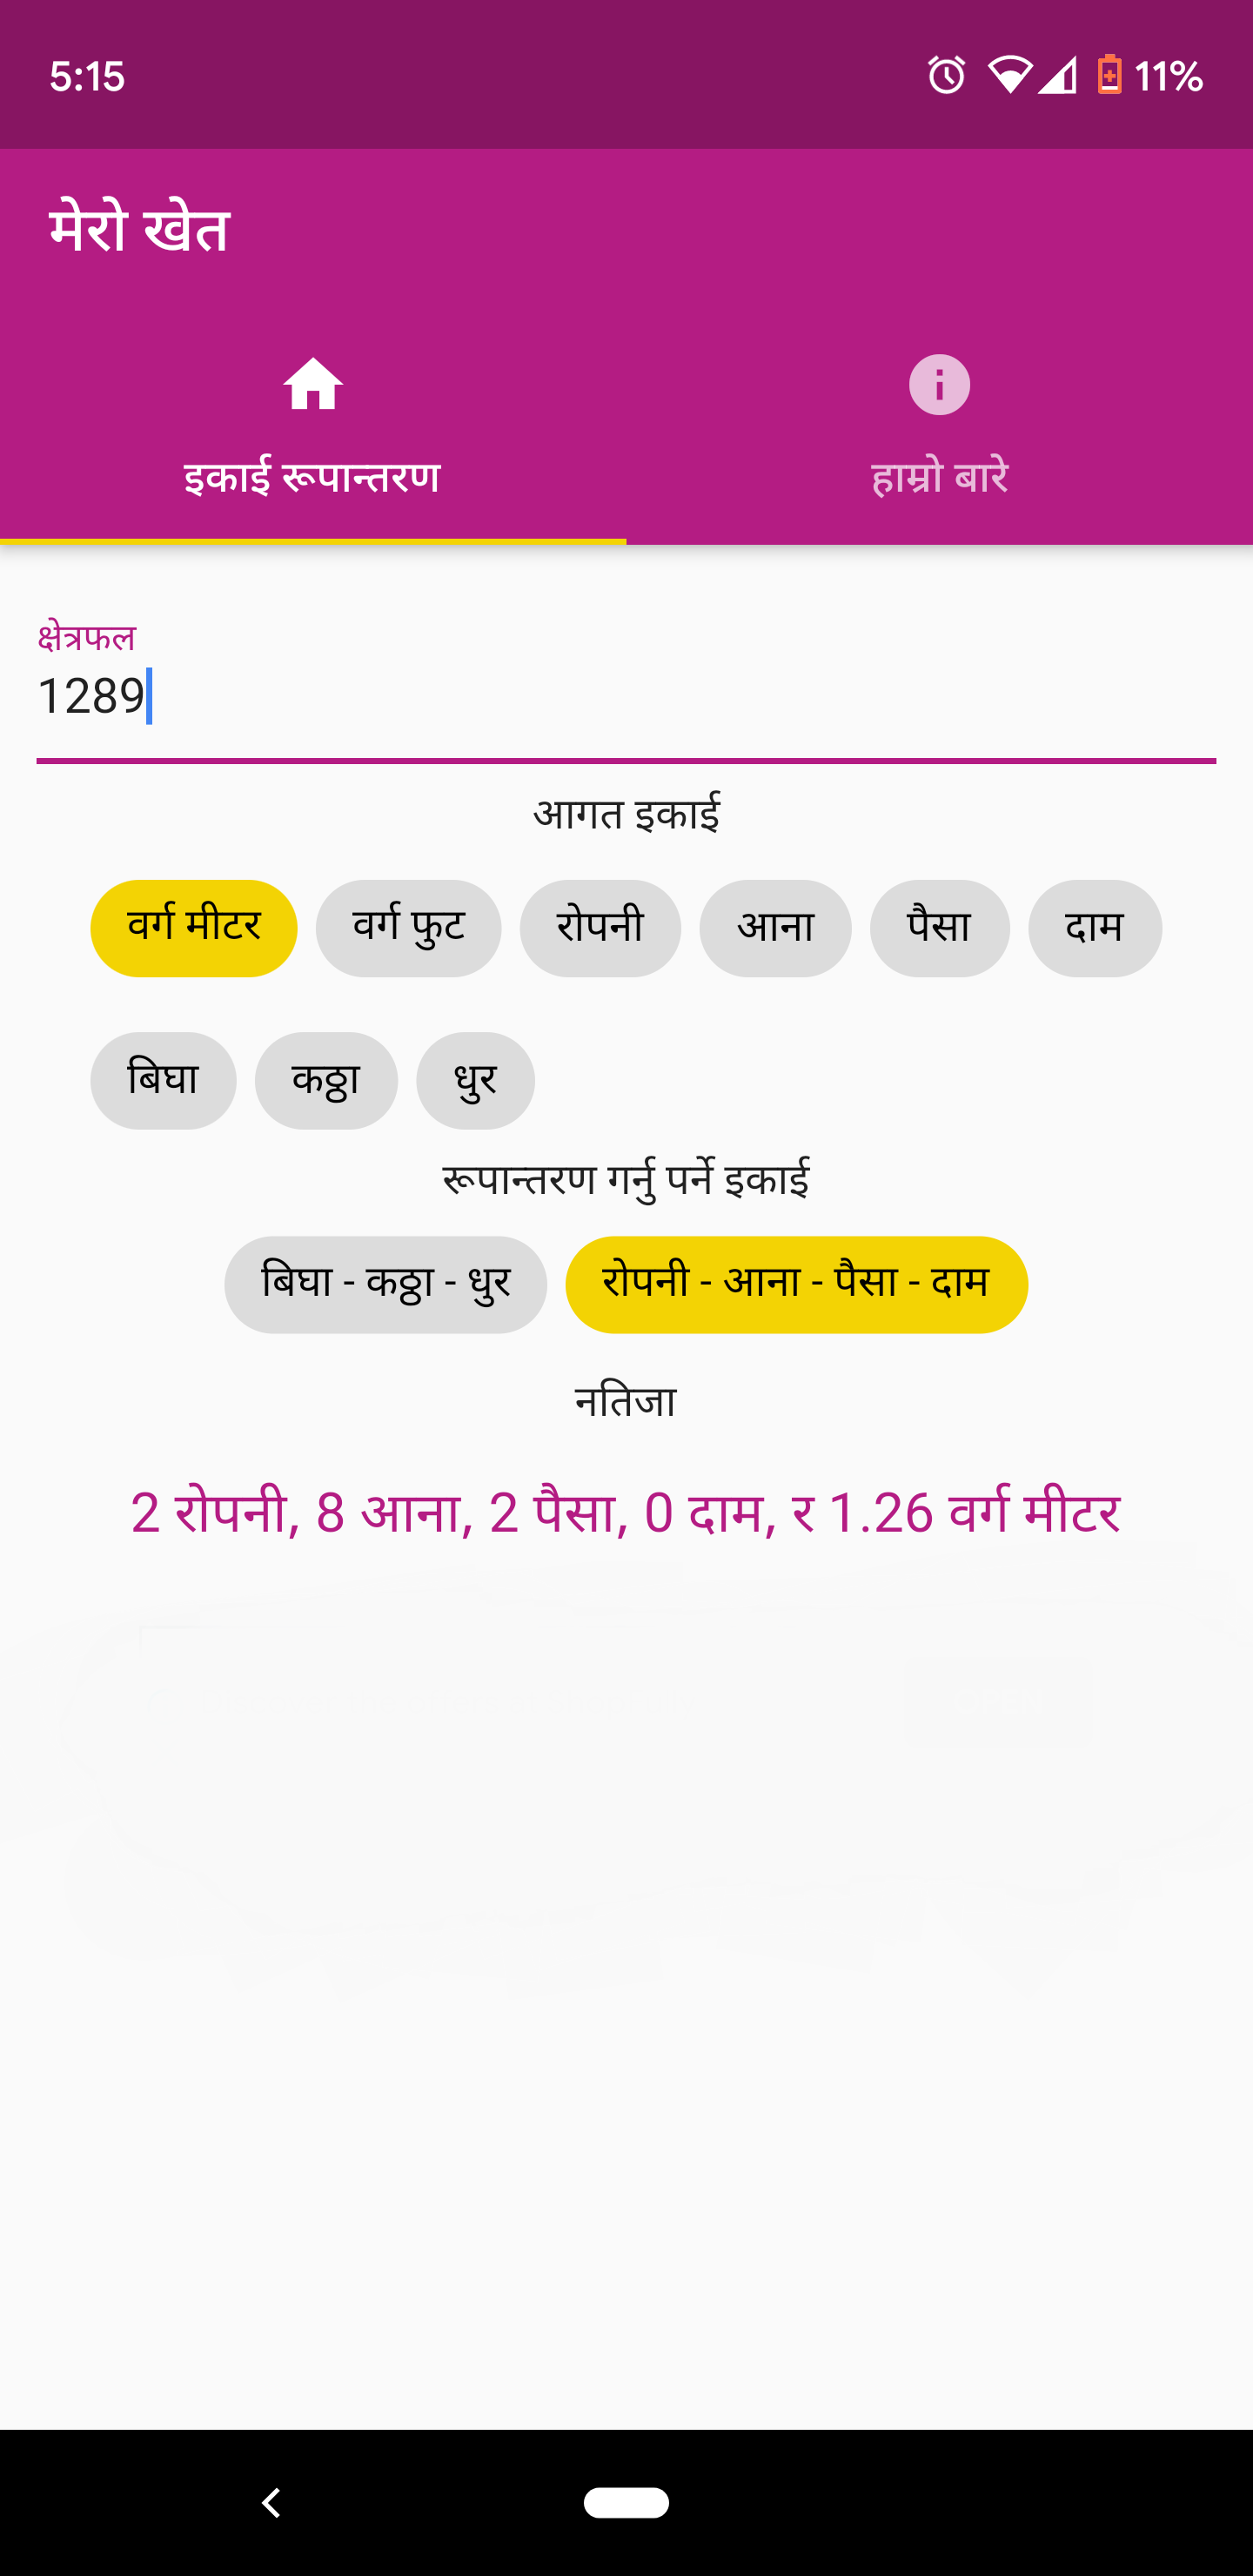 5:15 11%
मेरो खेत
इकाई रूपान्तरण हाम्रो बारे
क्षेत्रफल
1289
आगत इकाई
वर्ग मीटर वर्ग फुट रोपनी आना पैसा दाम
बिघा कठ्ठा धुर
रूपान्तरण गर्नु पर्ने इकाई
बिघा - कठ्ठा - धुर रोपनी - आना - पैसा - दाम
नतिजा
2 रोपनी, 8 आना, 2 पैसा, 0 दाम, र 1.26 वर्ग मीटर